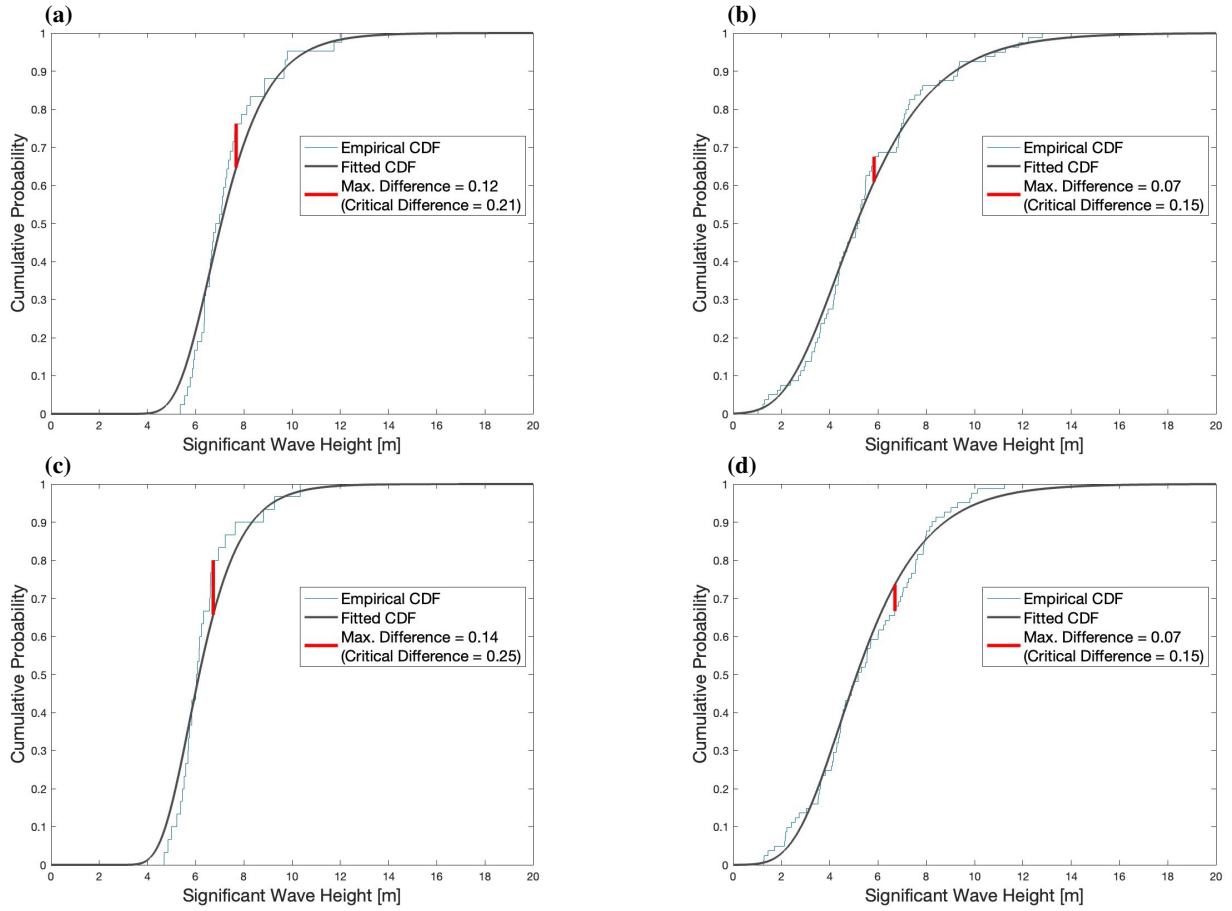 (a)
1
0.9
0.8
0.7
0.6
0.5
0.4
0.3
0.2
0.1
0
Cumulative Probability
Empirical CDF
Fitted CDF
Max. Difference = 0.12
(Critical Difference = 0.21)
0 2 4 6 8 10 12 14 16 18 20
Significant Wave Height [m]
(b)
1
0.9
0.8
0.7
0.6
0.5
0.4
0.3
0.2
0.1
0
Cumulative Probability
Empirical CDF
Fitted CDF
Max. Difference = 0.07
(Critical Difference = 0.15)
0 2 4 6 8 10 12 14 16 18 20
Significant Wave Height [m]
(c)
1
0.9
0.8
0.7
0.6
0.5
0.4
0.3
0.2
0.1
0
Cumulative Probability
Empirical CDF
Fitted CDF
Max. Difference = 0.14
(Critical Difference = 0.25)
0 2 4 6 8 10 12 14 16 18 20
Significant Wave Height [m]
(d)
1
0.9
0.8
0.7
0.6
0.5
0.4
0.3
0.2
0.1
0
Cumulative Probability
Empirical CDF
Fitted CDF
Max. Difference = 0.07
(Critical Difference = 0.15)
0 2 4 6 8 10 12 14 16 18 20
Significant Wave Height [m]